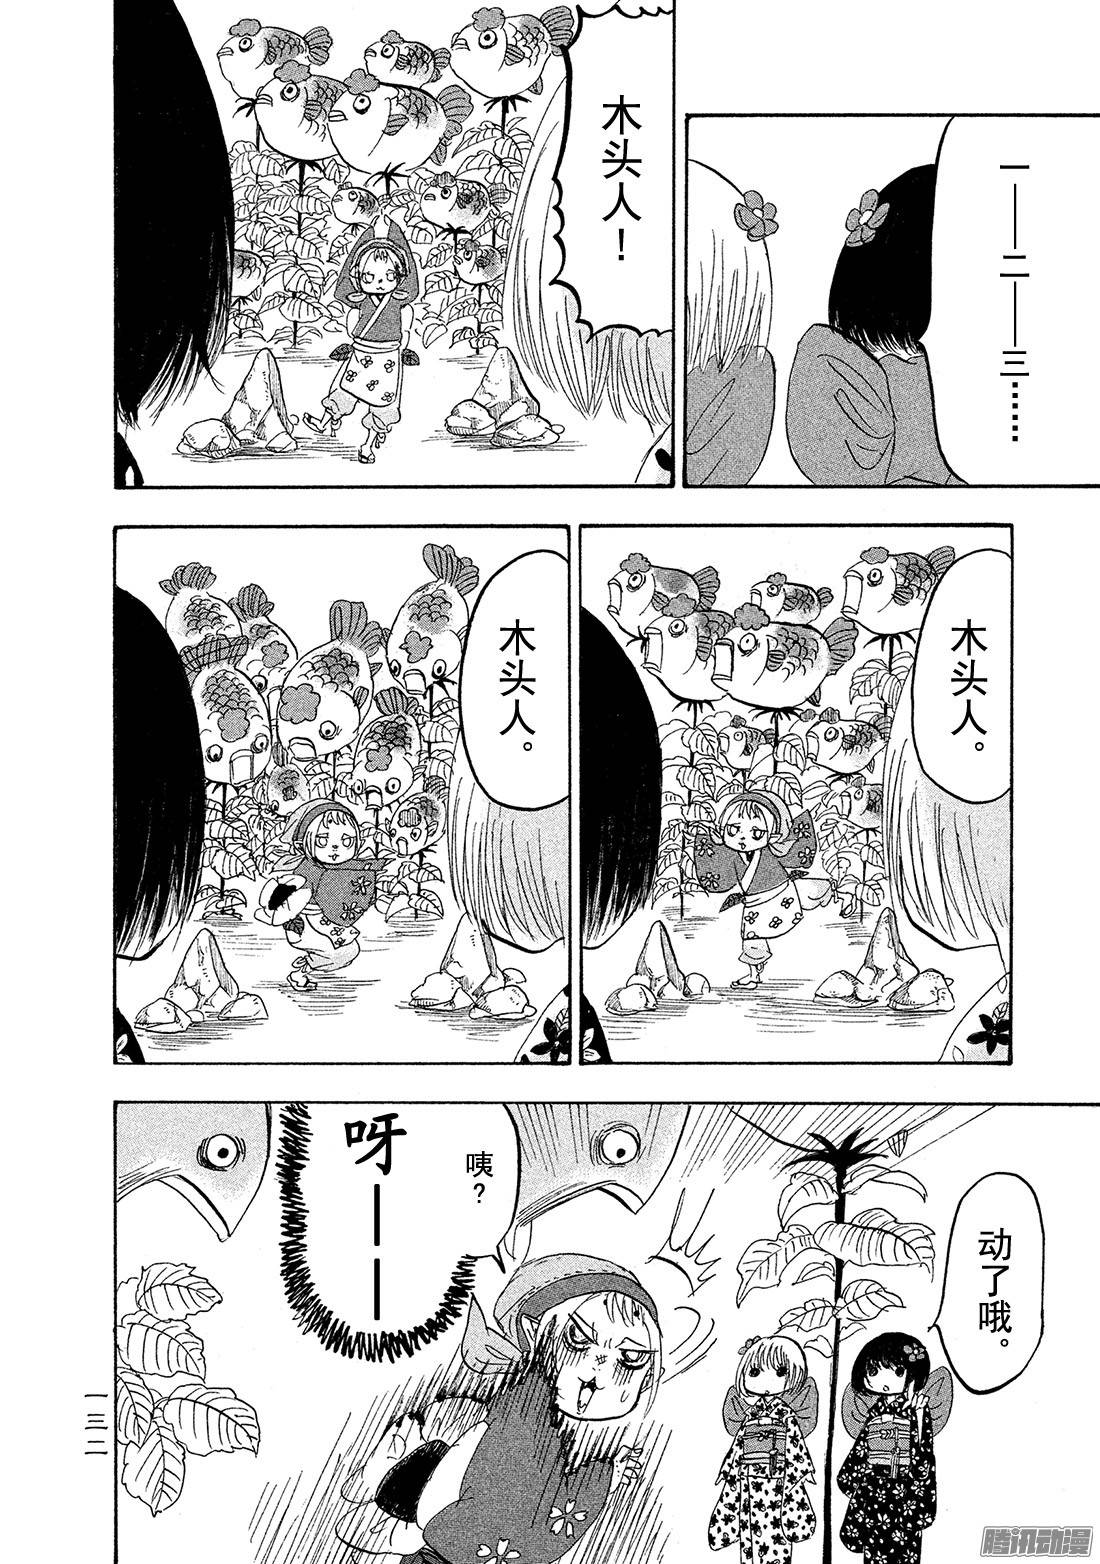 一——二——三……
木头人！
木头人。
木头人。
动了哦。
咦？
呀———
一三二
腾讯动漫